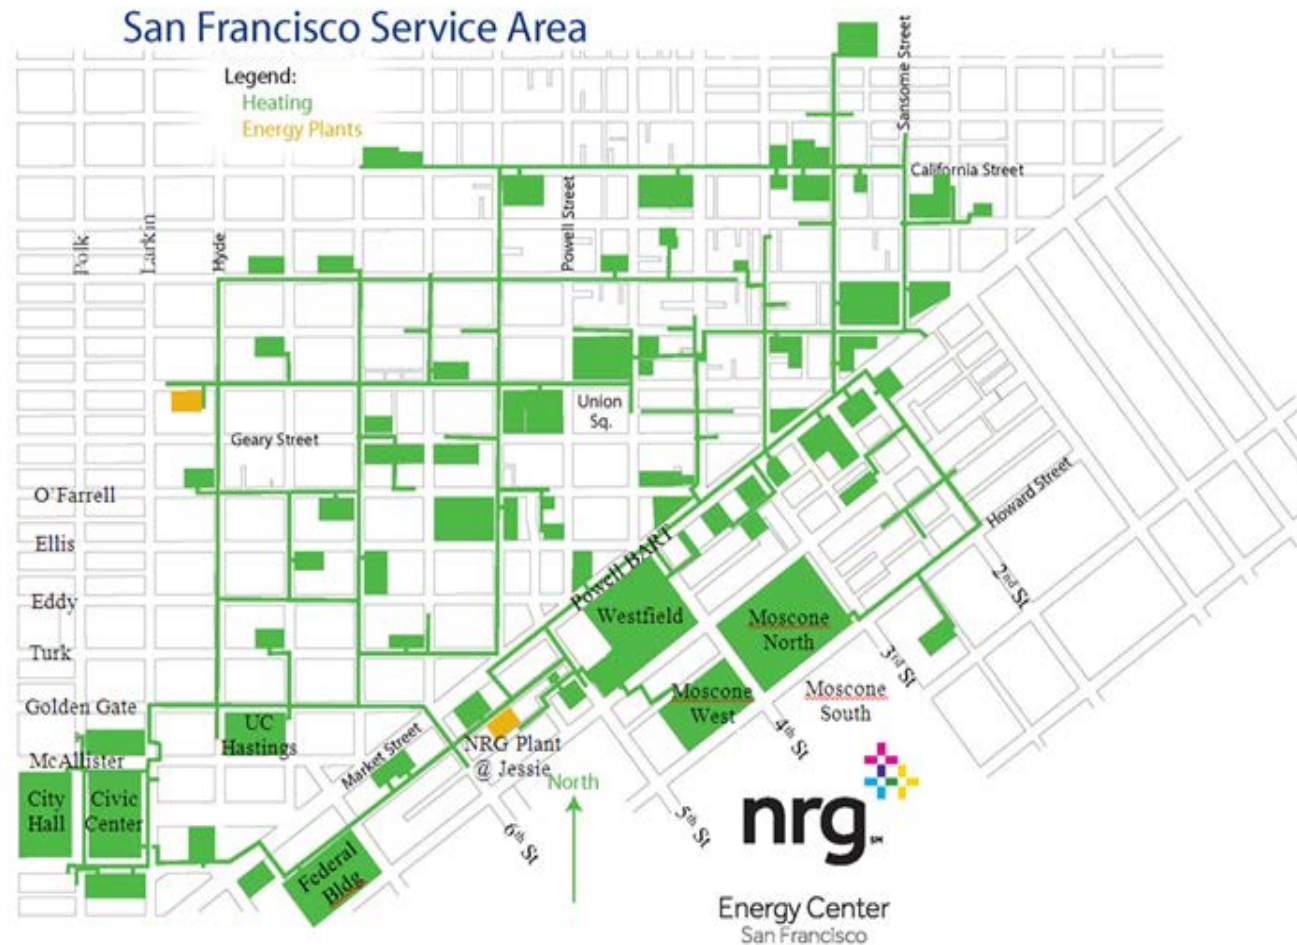 San Francisco Service Area
Legend:
Heating
Energy Plants
Sansome Street
California Street
Polk
Larkin
Hyde
Powell Street
Union
Sq.
Geary Street
O'Farrell
Ellis
Eddy
Turk
Golden Gate
McAllister
City
Hall
Civic
Center
UC
Hastings
Market Street
Federal
Bldg
Powell BART
Westfield
Moscone
North
Moscone
West
Moscone
South
Howard Street
2nd St
3rd St
4th St
5th St
6th St
NRG Plant
@ Jessie
North
nrg
SM
Energy Center
San Francisco